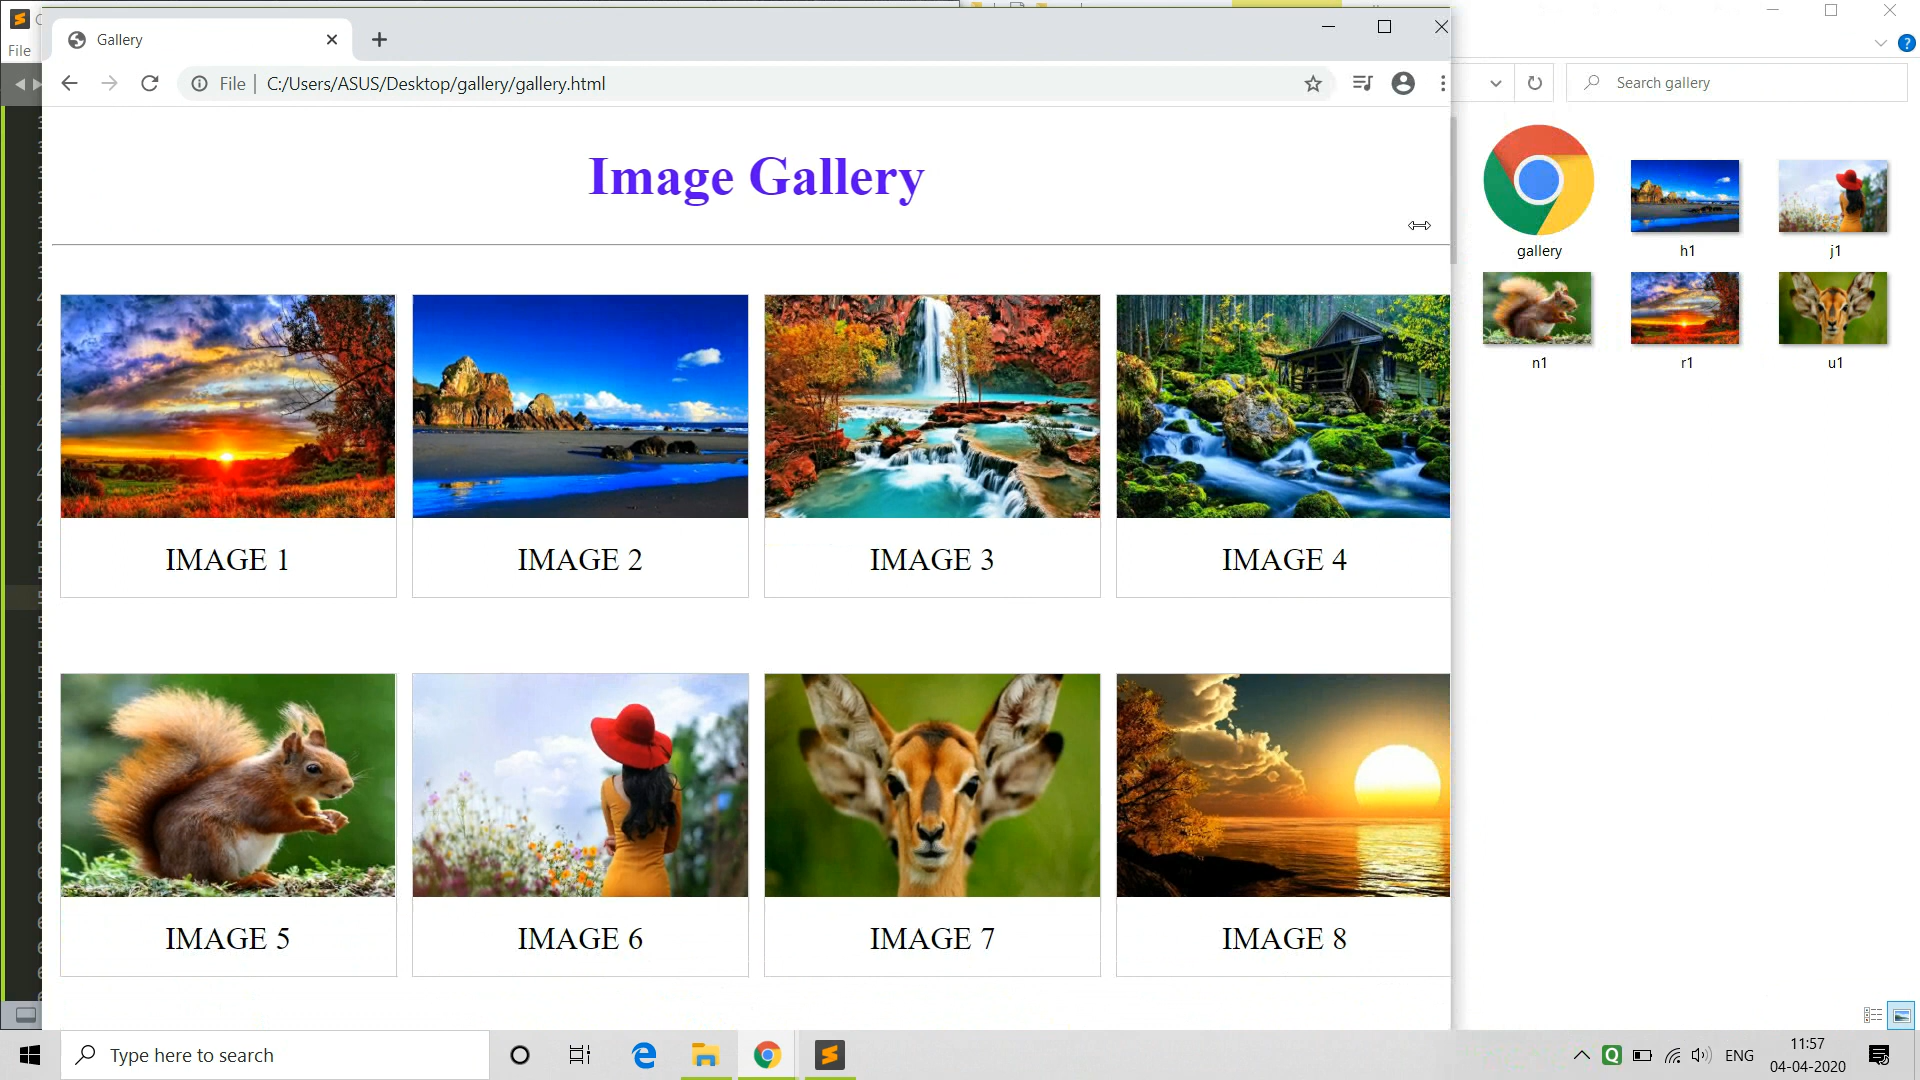 Gallery
File
File
C:/Users/ASUS/Desktop/gallery/gallery.html
Search gallery
Image Gallery
gallery
h1
j1
n1
r1
u1
IMAGE 1
IMAGE 2
IMAGE 3
IMAGE 4
IMAGE 5
IMAGE 6
IMAGE 7
IMAGE 8
Type here to search
ENG
11:57
04-04-2020